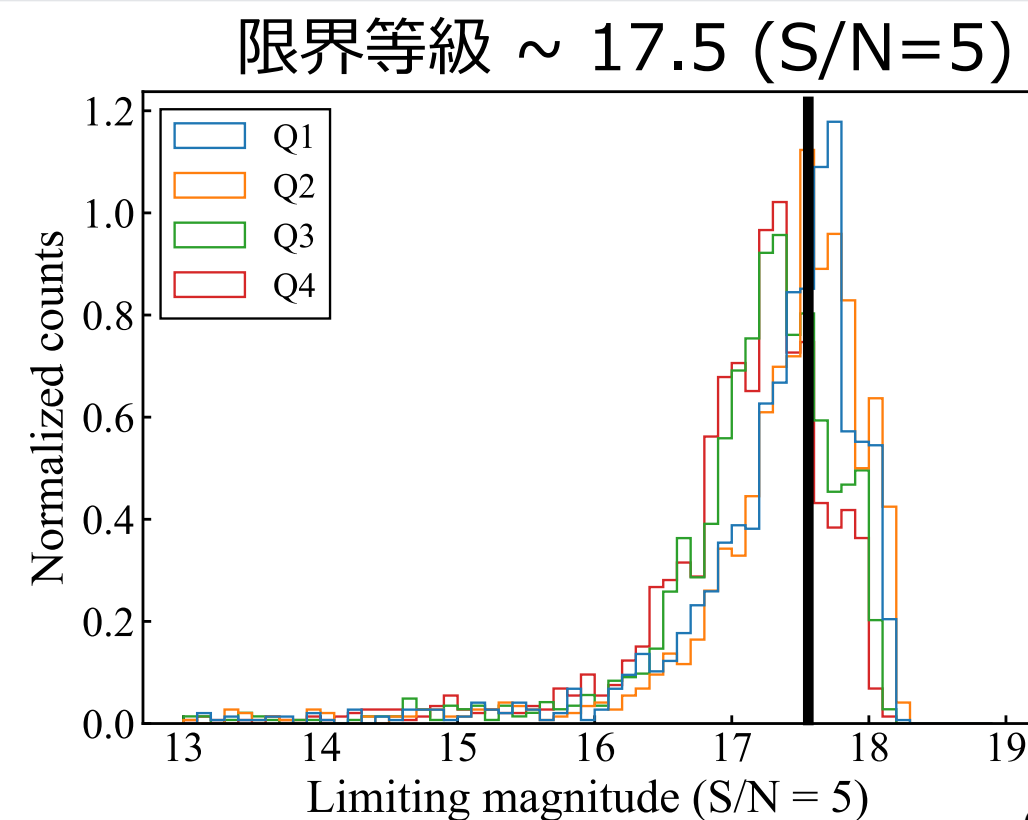 限界等級 ~ 17.5 (S/N=5)
1.2
1.0
0.8
0.6
0.4
0.2
0.0
Normalized counts
Q1
Q2
Q3
Q4
13 14 15 16 17 18 19
Limiting magnitude (S/N = 5)